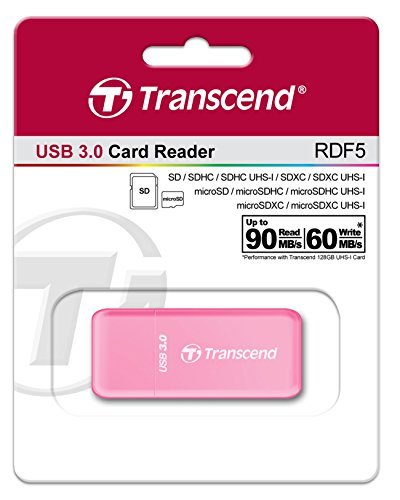 Transcend®
USB 3.0 Card Reader
RDF5
SD / SDHC / SDHC UHS-I / SDXC / SDXC UHS-I
microSD / microSDHC / microSDHC UHS-I
microSDXC / microSDXC UHS-I
SD
microSD
Up to
90 Read MB/s 60 Write MB/s*
*Performance with Transcend 128GB UHS-I Card
Transcend
USB 3.0